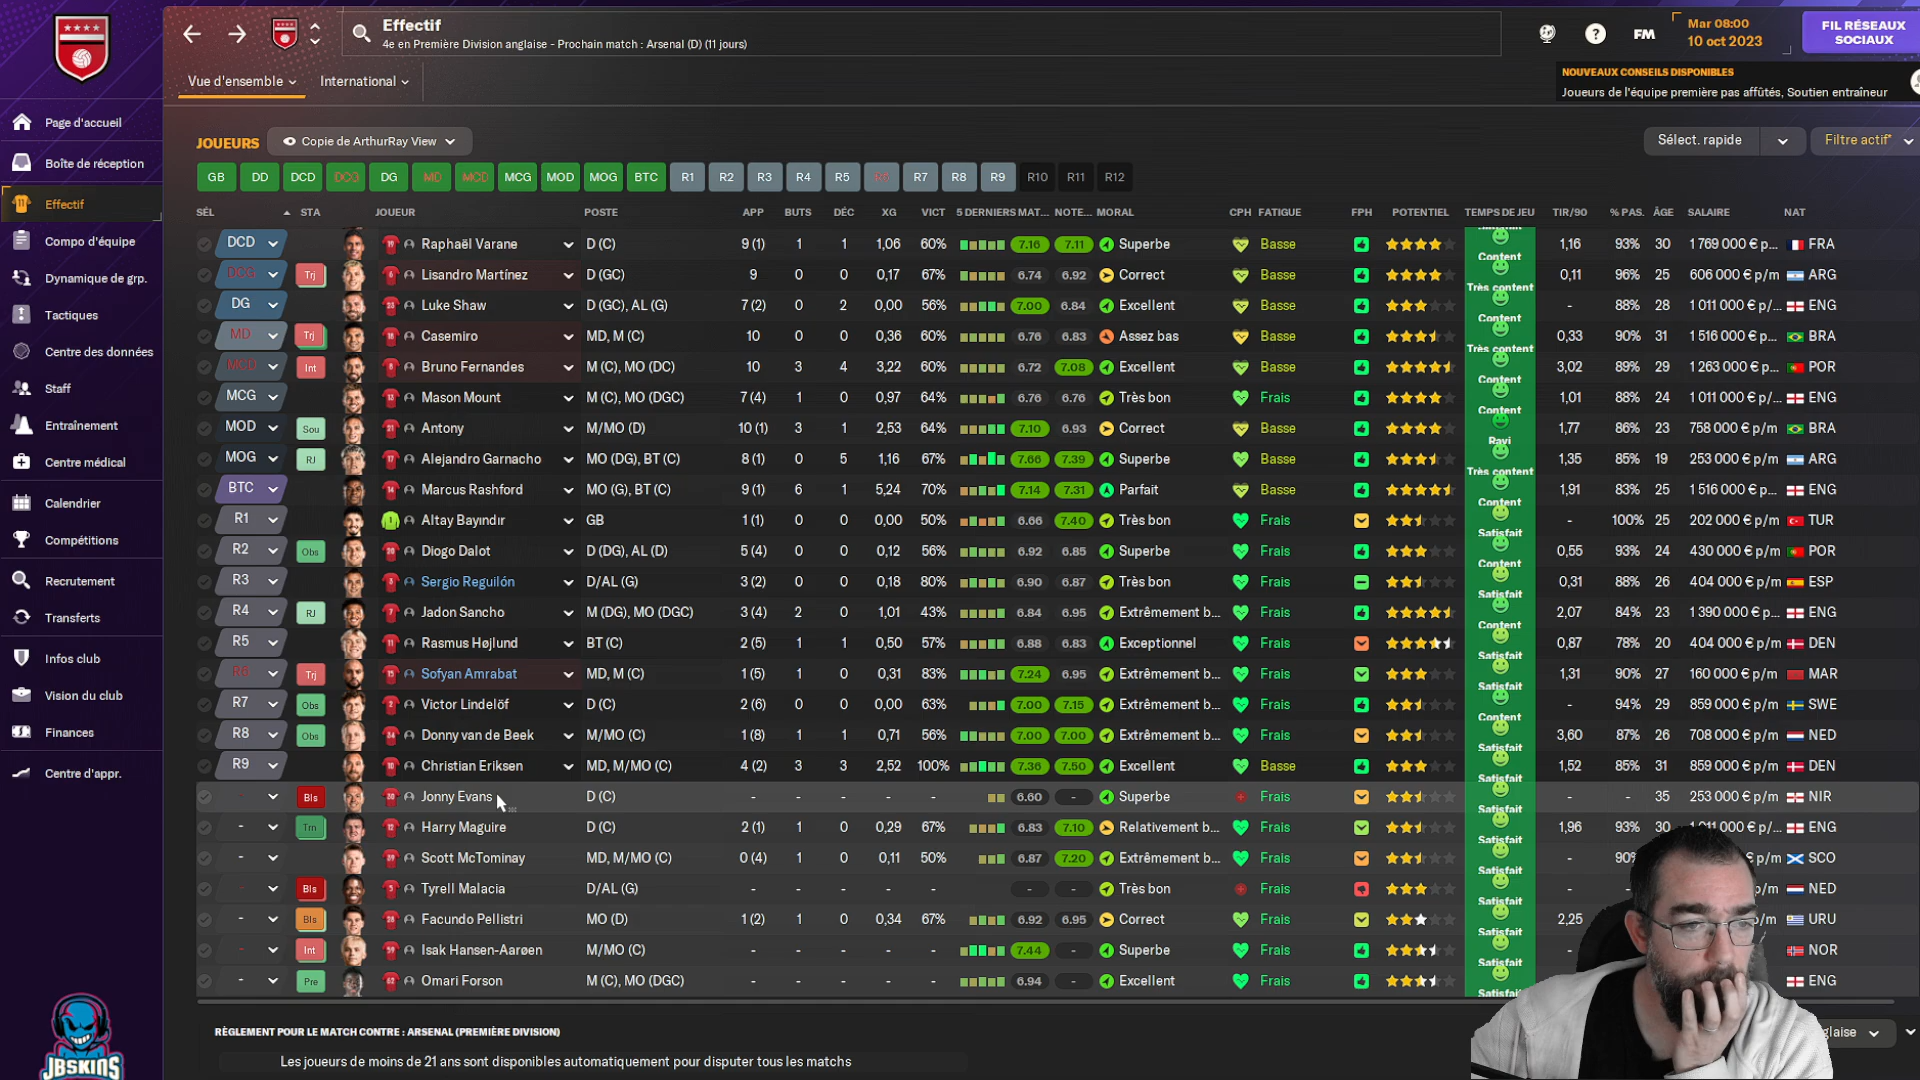 Effectif
4e en Première Division anglaise - Prochain match : Arsenal (D) (11 jours)
FM
Mar 08:00
10 oct 2023
FIL RÉSEAUX
SOCIAUX
Vue d'ensemble
International
NOUVEAUX CONSEILS DISPONIBLES
Joueurs de l'équipe première pas affûtés, Soutien entraîneur
Page d'accueil
Boîte de réception
Effectif
Compo d'équipe
Dynamique de grp.
Tactiques
Centre des données
Staff
Entraînement
Centre médical
Calendrier
Compétitions
Recrutement
Transferts
Infos club
Vision du club
Finances
Centre d'appr.
JBSKINS
JOUEURS
Copie de ArthurRay View
Sélect. rapide
Filtre actif*
GB DD DCD DCG DG MD MCD MCG MOD MOG BTC R1 R2 R3 R4 R5 R6 R7 R8 R9 R10 R11 R12
SÉL STA JOUEUR POSTE APP BUTS DÉC XG VICT 5 DERNIERS MAT... NOTE... MORAL CPH FATIGUE FPH POTENTIEL TEMPS DE JEU TIR/90 % PAS. ÂGE SALAIRE NAT
DCD Raphaël Varane D (C) 9 (1) 1 1 1,06 60% 7.16 7.11 Superbe Basse Content 1,16 93% 30 1 769 000 € p... FRA
DCG Trj Lisandro Martínez D (GC) 9 0 0 0,17 67% 6.74 6.92 Correct Basse Très content 0,11 96% 25 606 000 € p/m ARG
DG Luke Shaw D (GC), AL (G) 7 (2) 0 2 0,00 56% 7.00 6.84 Excellent Basse Content - 88% 28 1 011 000 € p/... ENG
MD Trj Casemiro MD, M (C) 10 0 0 0,36 60% 6.76 6.83 Assez bas Basse Très content 0,33 90% 31 1 516 000 € p... BRA
MCD Int Bruno Fernandes M (C), MO (DC) 10 3 4 3,22 60% 6.72 7.08 Excellent Basse Content 3,02 89% 29 1 263 000 € p/m POR
MCG Mason Mount M (C), MO (DGC) 7 (4) 1 0 0,97 64% 6.76 6.76 Très bon Frais Content 1,01 88% 24 1 011 000 € p/... ENG
MOD Sou Antony M/MO (D) 10 (1) 3 1 2,53 64% 7.10 6.93 Correct Basse Ravi 1,77 86% 23 758 000 € p/m BRA
MOG RJ Alejandro Garnacho MO (DG), BT (C) 8 (1) 0 5 1,16 67% 7.66 7.39 Superbe Basse Très content 1,35 85% 19 253 000 € p/m ARG
BTC Marcus Rashford MO (G), BT (C) 9 (1) 6 1 5,24 70% 7.14 7.31 Parfait Basse Content 1,91 83% 25 1 516 000 € p... ENG
R1 Altay Bayındır GB 1 (1) 0 0 0,00 50% 6.66 7.40 Très bon Frais Satisfait - 100% 25 202 000 € p/m TUR
R2 Obs Diogo Dalot D (DG), AL (D) 5 (4) 0 0 0,12 56% 6.92 6.85 Superbe Frais Content 0,55 93% 24 430 000 € p/m POR
R3 Sergio Reguilón D/AL (G) 3 (2) 0 0 0,18 80% 6.90 6.87 Très bon Frais Content 0,31 88% 26 404 000 € p/m ESP
R4 RJ Jadon Sancho M (DG), MO (DGC) 3 (4) 2 0 1,01 43% 6.84 6.95 Extrêmement b... Frais Content 2,07 84% 23 1 390 000 € p... ENG
R5 Rasmus Højlund BT (C) 2 (5) 1 1 0,50 57% 6.88 6.83 Exceptionnel Frais Satisfait 0,87 78% 20 404 000 € p/m DEN
R6 Trj Sofyan Amrabat MD, M (C) 1 (5) 1 0 0,31 83% 7.24 6.95 Extrêmement b... Frais Satisfait 1,31 90% 27 160 000 € p/m MAR
R7 Obs Victor Lindelöf D (C) 2 (6) 0 0 0,00 63% 7.00 7.15 Extrêmement b... Frais Content - 94% 29 859 000 € p/m SWE
R8 Obs Donny van de Beek M/MO (C) 1 (8) 1 1 0,71 56% 7.00 7.00 Extrêmement b... Frais Satisfait 3,60 87% 26 708 000 € p/m NED
R9 Christian Eriksen MD, M/MO (C) 4 (2) 3 3 2,52 100% 7.36 7.50 Excellent Basse Satisfait 1,52 85% 31 859 000 € p/m DEN
- Bls Jonny Evans D (C) - - - - - 6.60 - Superbe Frais Satisfait - - 35 253 000 € p/m NIR
- Trn Harry Maguire D (C) 2 (1) 1 0 0,29 67% 6.83 7.10 Relativement b... Frais Satisfait 1,96 93% 30 € p/... ENG
- Scott McTominay MD, M/MO (C) 0 (4) 1 0 0,11 50% 6.87 7.20 Extrêmement b... Frais Satisfait - 90% SCO
- Bls Tyrell Malacia D/AL (G) - - - - - - - Très bon Frais Satisfait - - NED
- Bls Facundo Pellistri MO (D) 1 (2) 1 0 0,34 67% 6.92 6.95 Correct Frais Satisfait 2,25 URU
- Int Isak Hansen-Aarøen M/MO (C) - - - - - 7.44 - Superbe Frais Satisfait - NOR
- Pre Omari Forson M (C), MO (DGC) - - - - - 6.94 - Excellent Frais Satisfait ENG
RÈGLEMENT POUR LE MATCH CONTRE : ARSENAL (PREMIÈRE DIVISION)
Les joueurs de moins de 21 ans sont disponibles automatiquement pour disputer tous les matchs